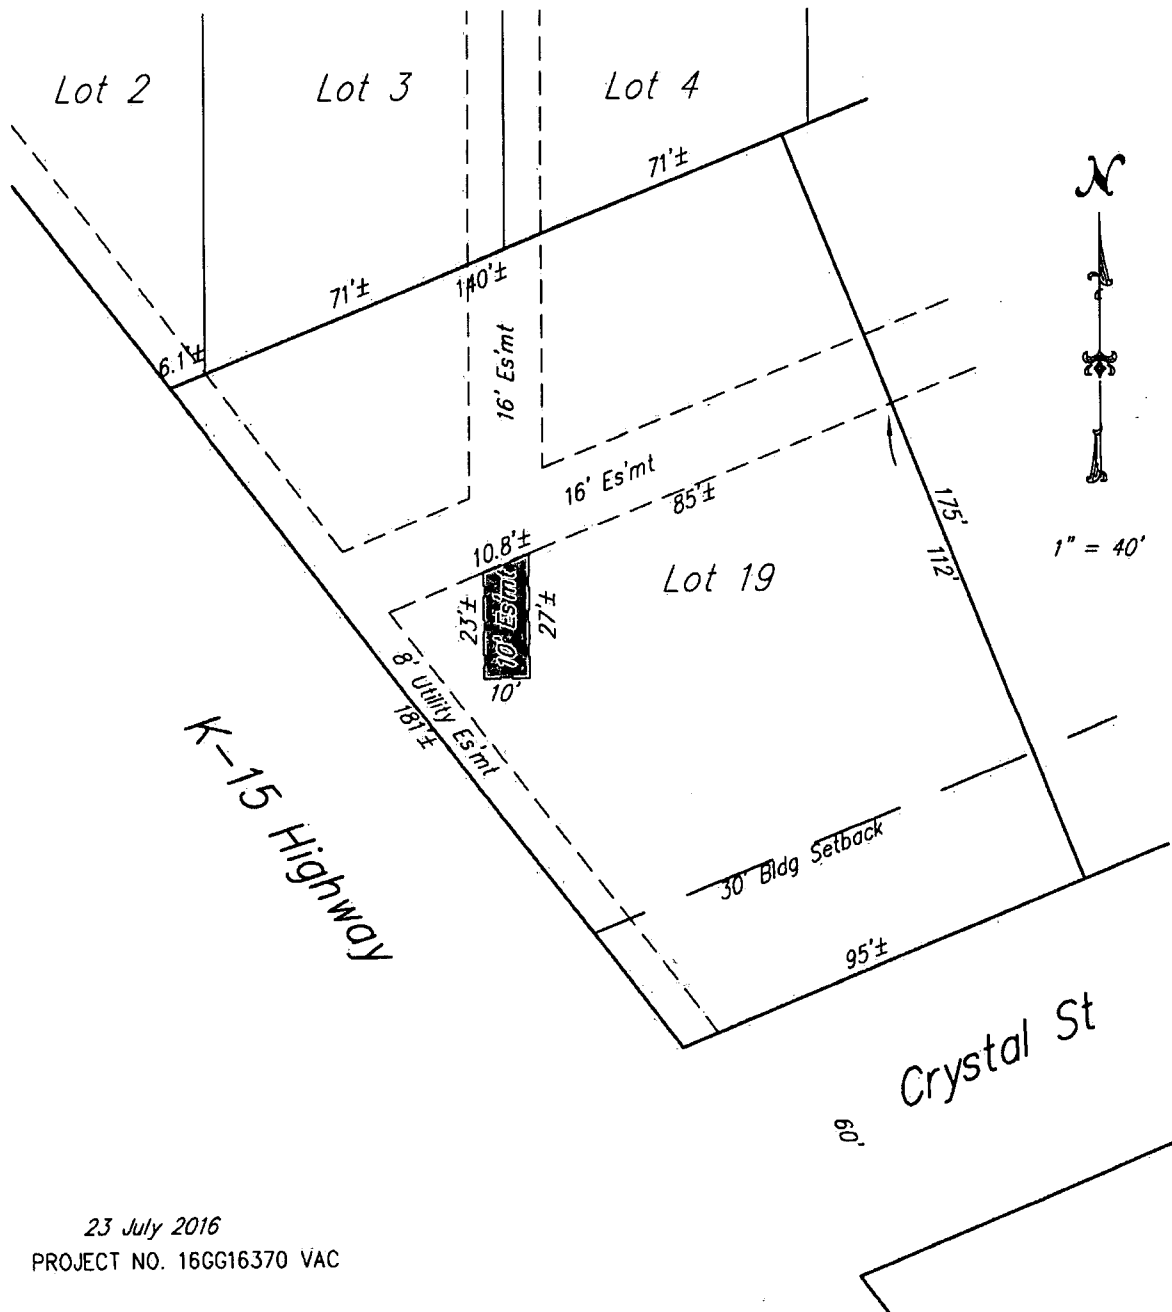 Lot 2
Lot 3
Lot 4
71'±
N
71'±
140'±
6.1'±
16' Es'mt
16' Es'mt
85'±
175'
112'
1" = 40'
10.8'±
Lot 19
23'±
10' Es'mt
27'±
10'
8' Utility Es'mt
181'±
K-15 Highway
30' Bldg Setback
95'±
Crystal St
60'
23 July 2016
PROJECT NO. 16GG16370 VAC